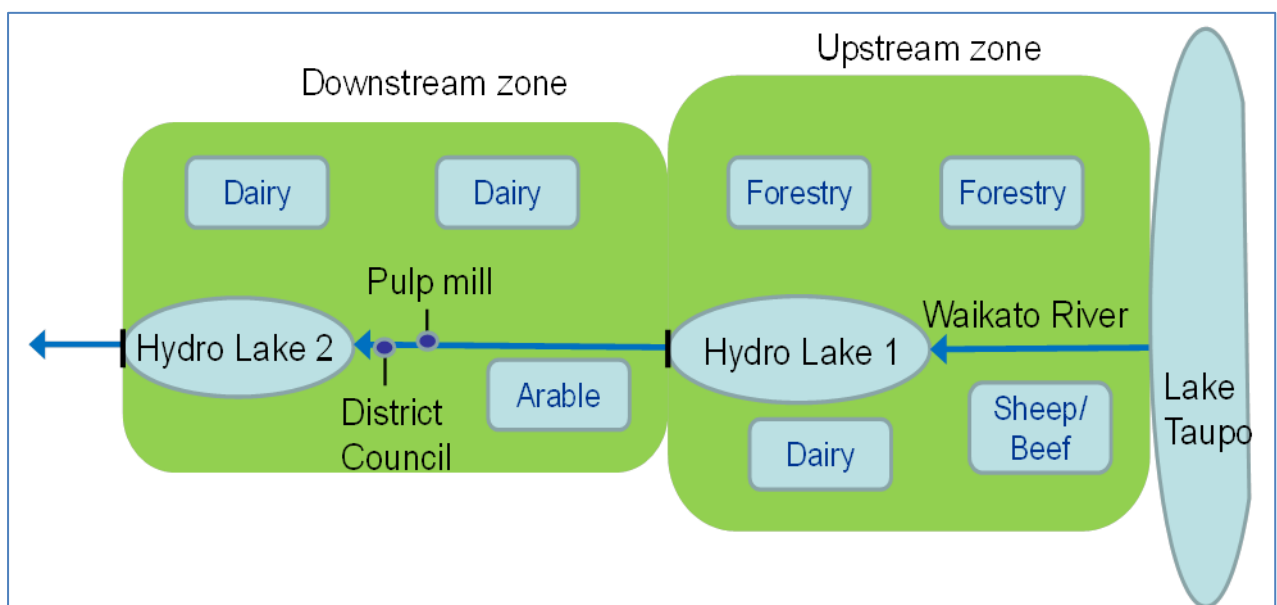 Upstream zone
Downstream zone
Dairy
Dairy
Forestry
Forestry
Pulp mill
Waikato River
Hydro Lake 2
Hydro Lake 1
Arable
Sheep/
Beef
Lake
Taupo
District
Council
Dairy